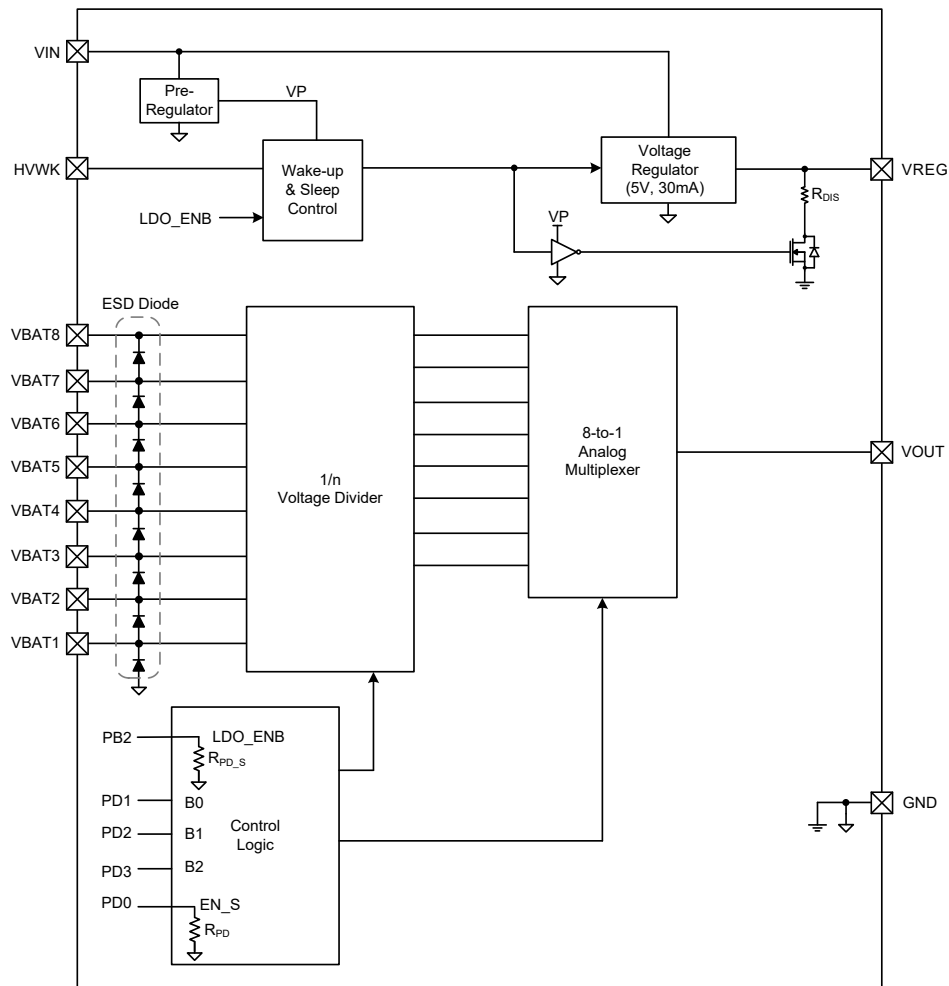 VIN
Pre-
Regulator
VP
HVWK
Wake-up
& Sleep
Control
LDO_ENB
Voltage
Regulator
(5V, 30mA)
VREG
RDIS
VP
ESD Diode
VBAT8
VBAT7
VBAT6
VBAT5
VBAT4
VBAT3
VBAT2
VBAT1
1/n
Voltage Divider
8-to-1
Analog
Multiplexer
VOUT
PB2
LDO_ENB
RPD_S
PD1
B0
PD2
B1
PD3
B2
Control
Logic
PD0
EN_S
RPD
GND